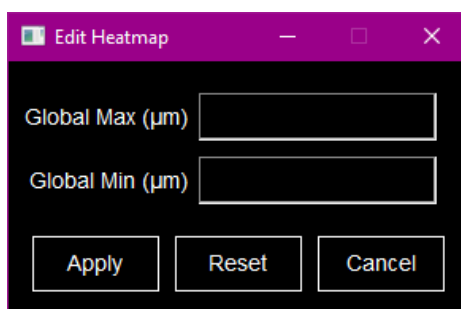 Edit Heatmap
Global Max (µm)
Global Min (µm)
Apply Reset Cancel